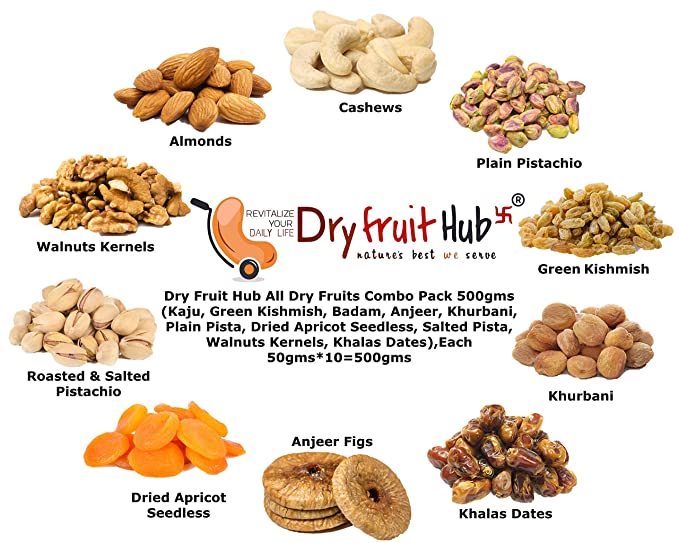 Cashews
Almonds
Plain Pistachio
Walnuts Kernels
REVITALIZE
YOUR
DAILY LIFE
Dry Fruit Hub 卐 ®
nature's best we serve
Green Kishmish
Dry Fruit Hub All Dry Fruits Combo Pack 500gms
(Kaju, Green Kishmish, Badam, Anjeer, Khurbani,
Plain Pista, Dried Apricot Seedless, Salted Pista,
Walnuts Kernels, Khalas Dates),Each
50gms*10=500gms
Roasted & Salted
Pistachio
Khurbani
Anjeer Figs
Dried Apricot
Seedless
Khalas Dates